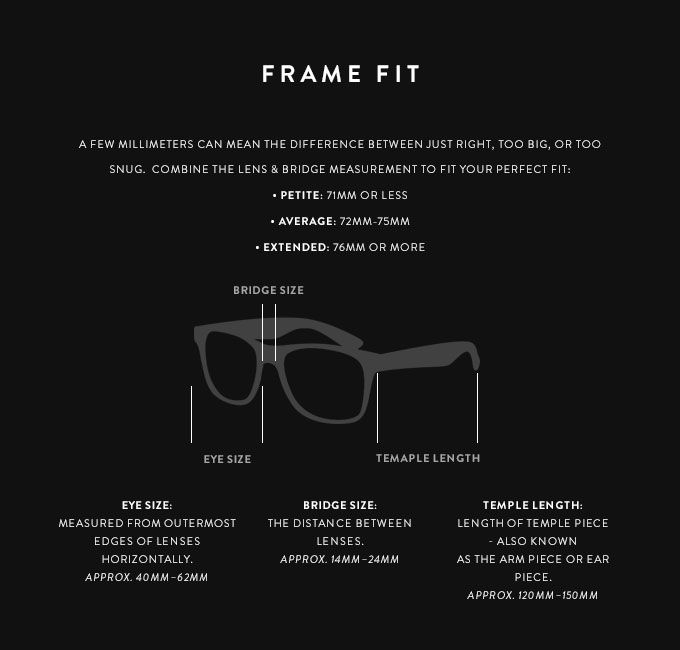 FRAME FIT
A FEW MILLIMETERS CAN MEAN THE DIFFERENCE BETWEEN JUST RIGHT, TOO BIG, OR TOO
SNUG. COMBINE THE LENS & BRIDGE MEASUREMENT TO FIT YOUR PERFECT FIT:
• PETITE: 71MM OR LESS
• AVERAGE: 72MM-75MM
• EXTENDED: 76MM OR MORE
BRIDGE SIZE
EYE SIZE
TEMAPLE LENGTH
EYE SIZE:
MEASURED FROM OUTERMOST
EDGES OF LENSES
HORIZONTALLY.
APPROX. 40MM–62MM
BRIDGE SIZE:
THE DISTANCE BETWEEN
LENSES.
APPROX. 14MM–24MM
TEMPLE LENGTH:
LENGTH OF TEMPLE PIECE
- ALSO KNOWN
AS THE ARM PIECE OR EAR
PIECE.
APPROX. 120MM–150MM